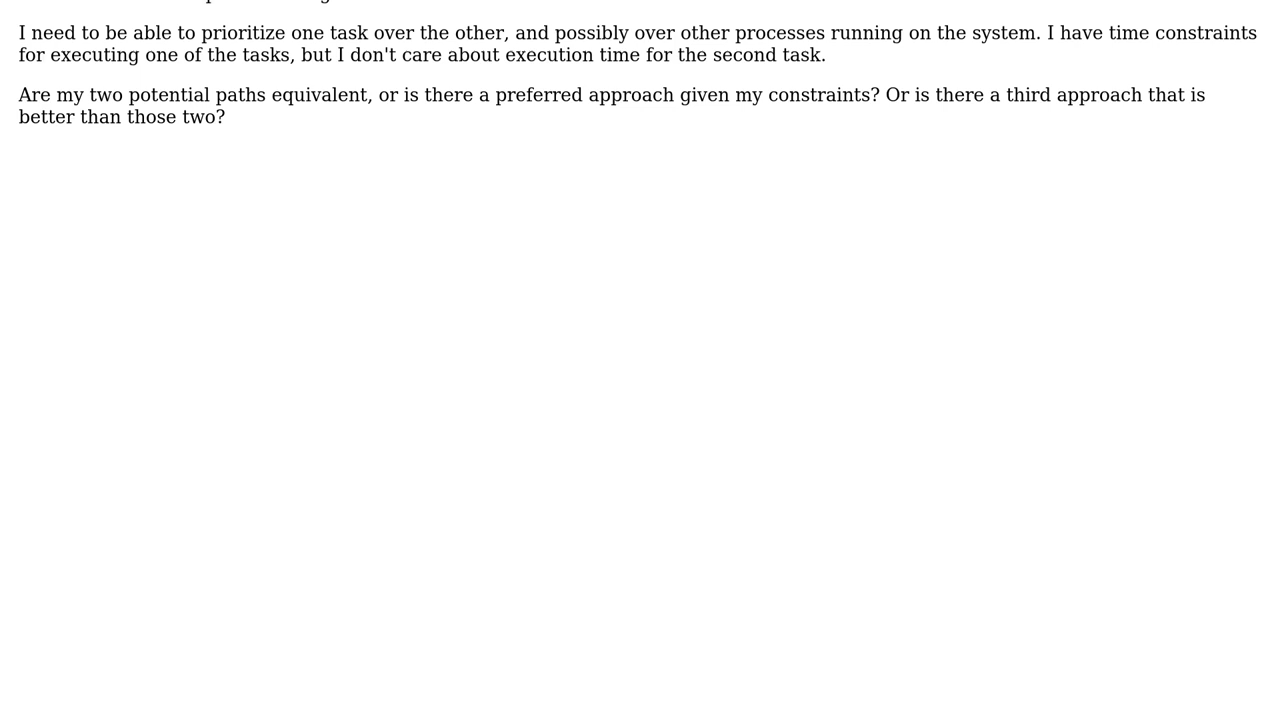 I need to be able to prioritize one task over the other, and possibly over other processes running on the system. I have time constraints
for executing one of the tasks, but I don't care about execution time for the second task.
Are my two potential paths equivalent, or is there a preferred approach given my constraints? Or is there a third approach that is
better than those two?